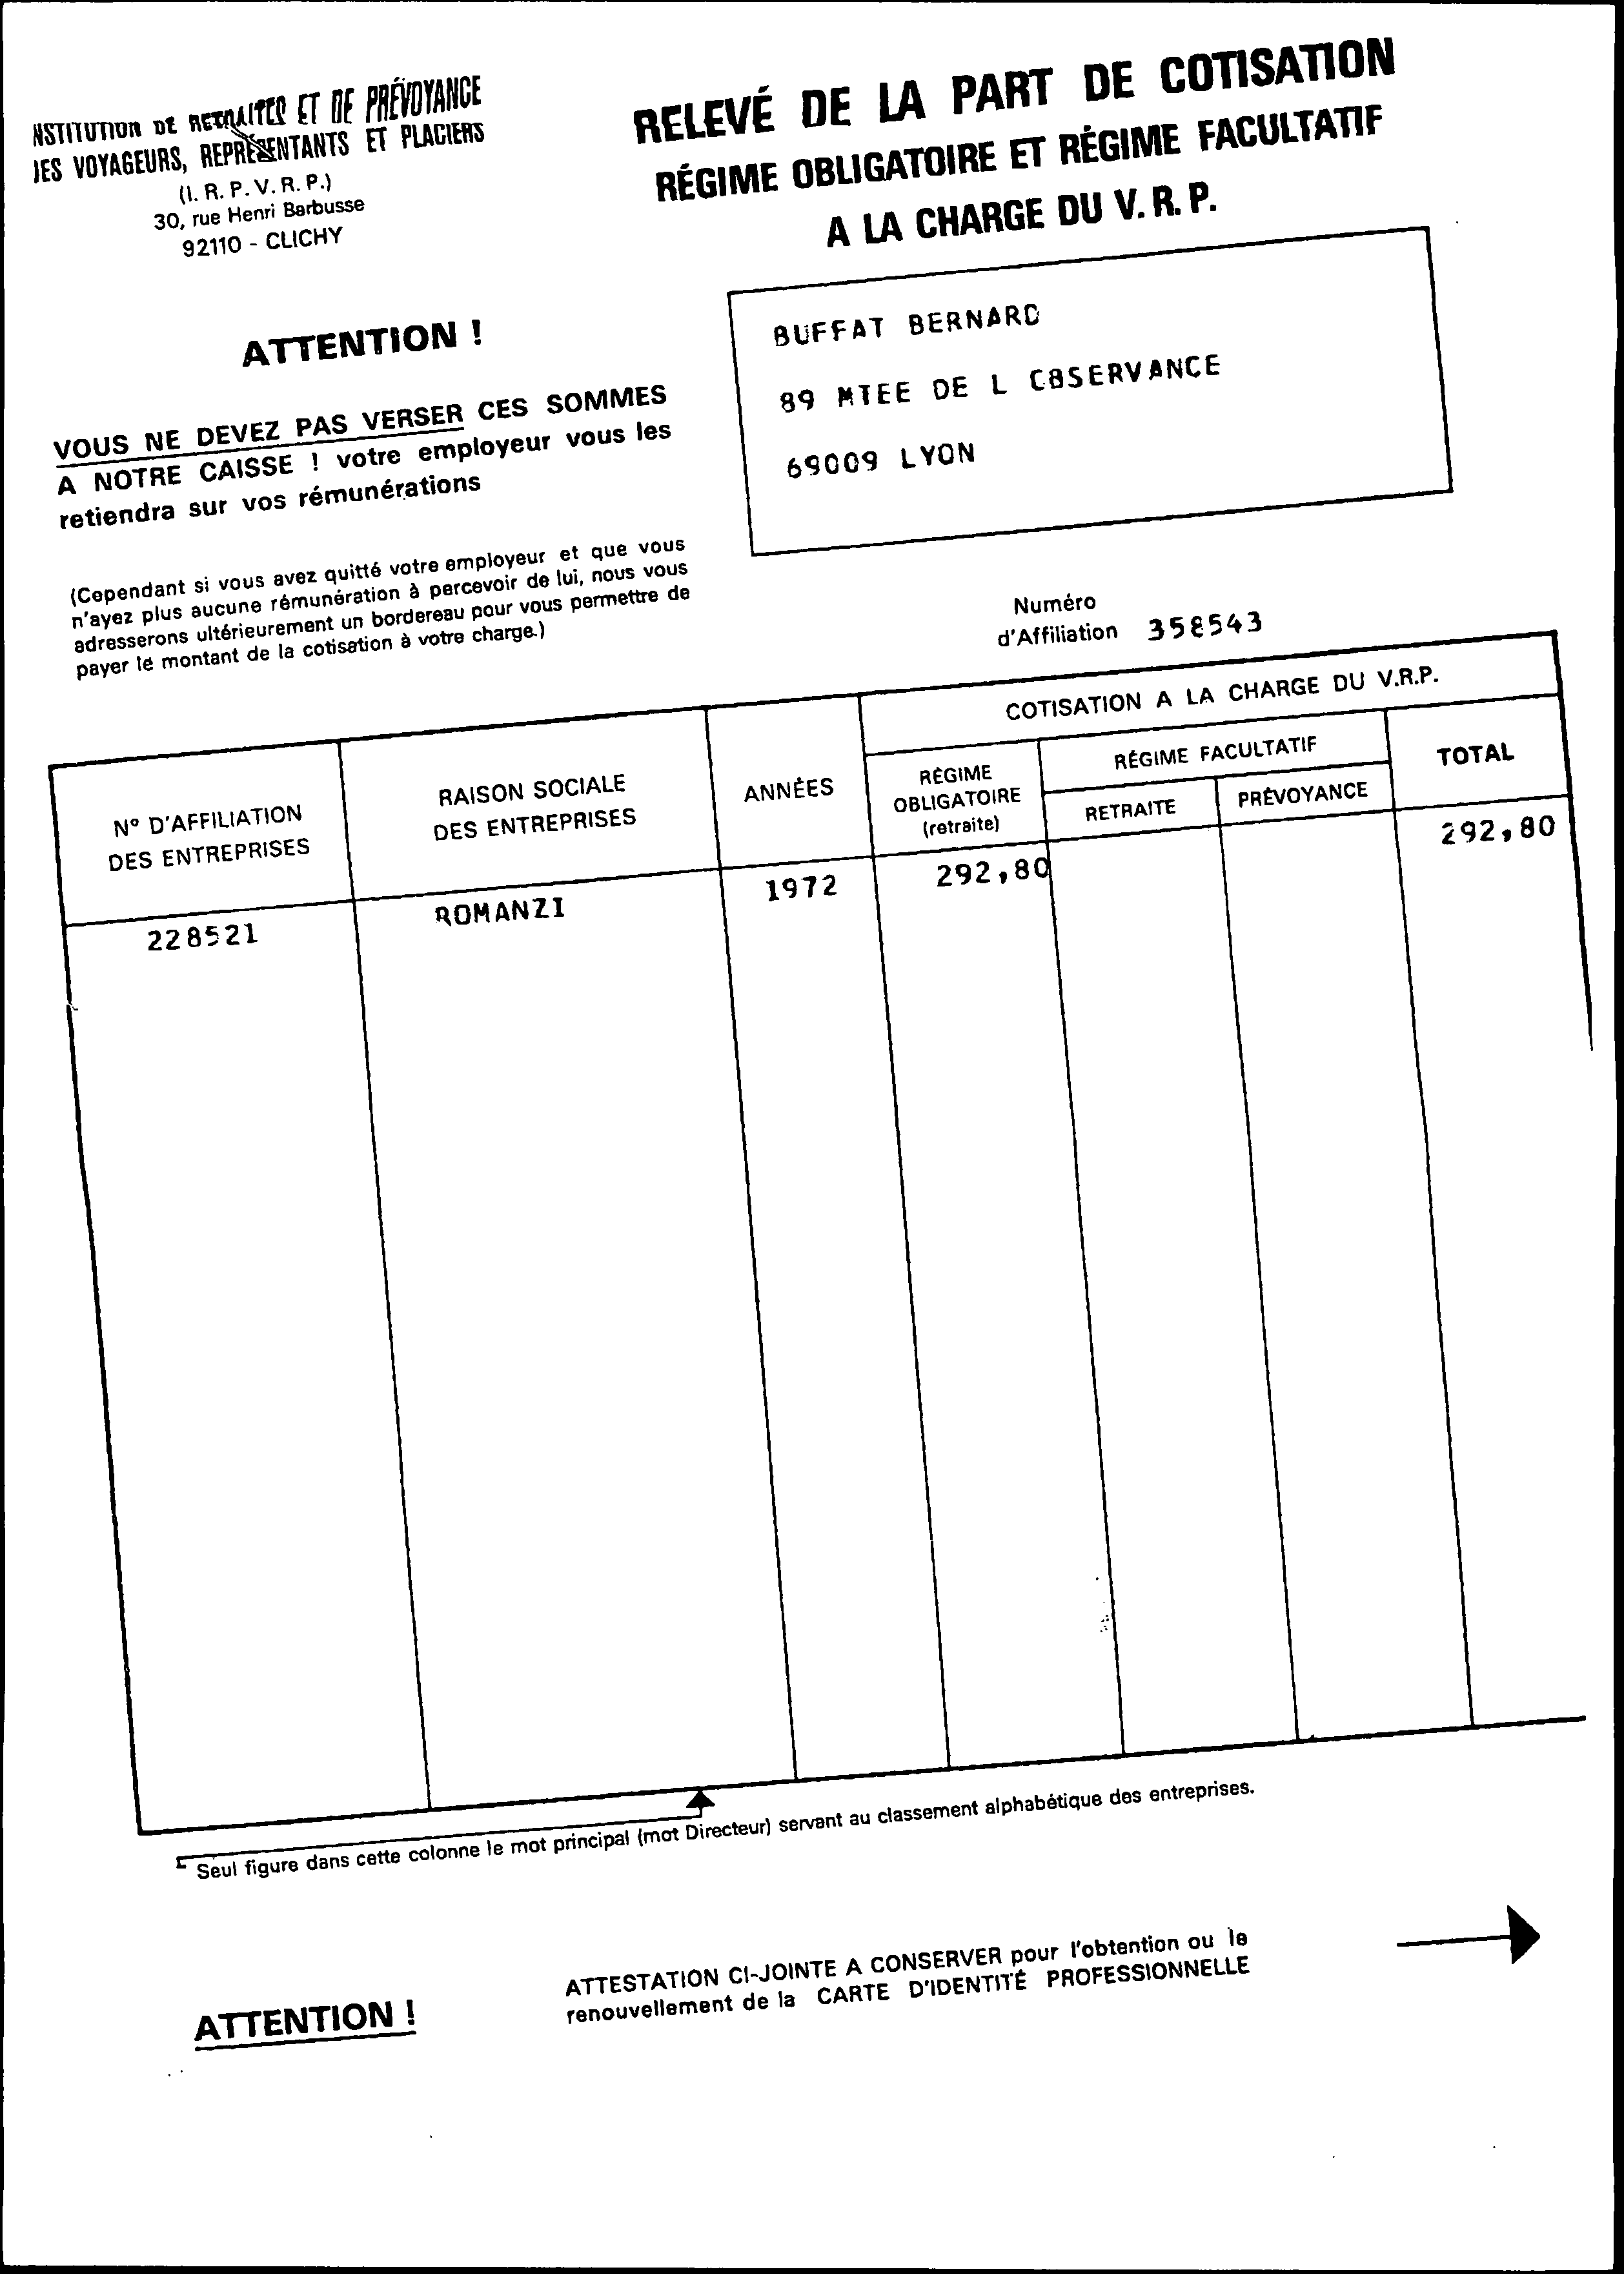 NSTITUTION DE RETRAITES ET DE PRÉVOYANCE
DES VOYAGEURS, REPRÉSENTANTS ET PLACIERS
(I. R. P. V. R. P.)
30, rue Henri Barbusse
92110 - CLICHY
RELEVÉ DE LA PART DE COTISATION
RÉGIME OBLIGATOIRE ET RÉGIME FACULTATIF
A LA CHARGE DU V. R. P.
ATTENTION !
VOUS NE DEVEZ PAS VERSER CES SOMMES
A NOTRE CAISSE ! votre employeur vous les
retiendra sur vos rémunérations
(Cependant si vous avez quitté votre employeur et que vous
n'ayez plus aucune rémunération à percevoir de lui, nous vous
adresserons ultérieurement un bordereau pour vous permettre de
payer le montant de la cotisation à votre charge.)
BUFFAT BERNARD
89 MTEE DE L OBSERVANCE
69009 LYON
Numéro
d'Affiliation 358543
COTISATION A LA CHARGE DU V.R.P.
N° D'AFFILIATION
DES ENTREPRISES
RAISON SOCIALE
DES ENTREPRISES
ANNÉES
RÉGIME
OBLIGATOIRE
(retraite)
RÉGIME FACULTATIF
RETRAITE
PRÉVOYANCE
TOTAL
228521 ROMANZI 1972 292,80 292,80
Seul figure dans cette colonne le mot principal (mot Directeur) servant au classement alphabétique des entreprises.
ATTENTION !
ATTESTATION CI-JOINTE A CONSERVER pour l'obtention ou le
renouvellement de la CARTE D'IDENTITÉ PROFESSIONNELLE